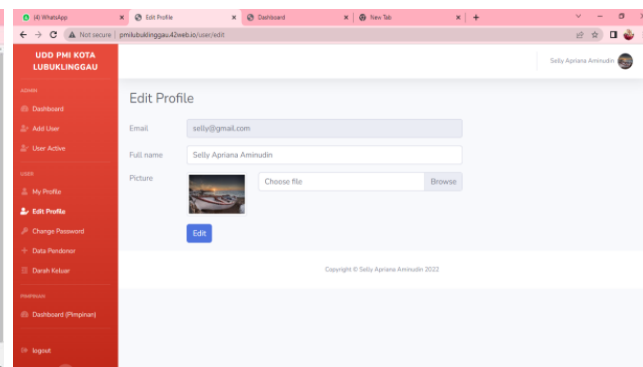 (4) WhatsApp
Edit Profile
Dashboard
New Tab
Not secure | pmilubuklinggau.42web.io/user/edit
UDD PMI KOTA
LUBUKLINGGAU
Selly Apriana Aminudin
ADMIN
Dashboard
Add User
User Active
USER
My Profile
Edit Profile
Change Password
Data Pendonor
Darah Keluar
PIMPINAN
Dashboard (Pimpinan)
logout
Edit Profile
Email
selly@gmail.com
Full name
Selly Apriana Aminudin
Picture
Choose file
Browse
Edit
Copyright © Selly Apriana Aminudin 2022